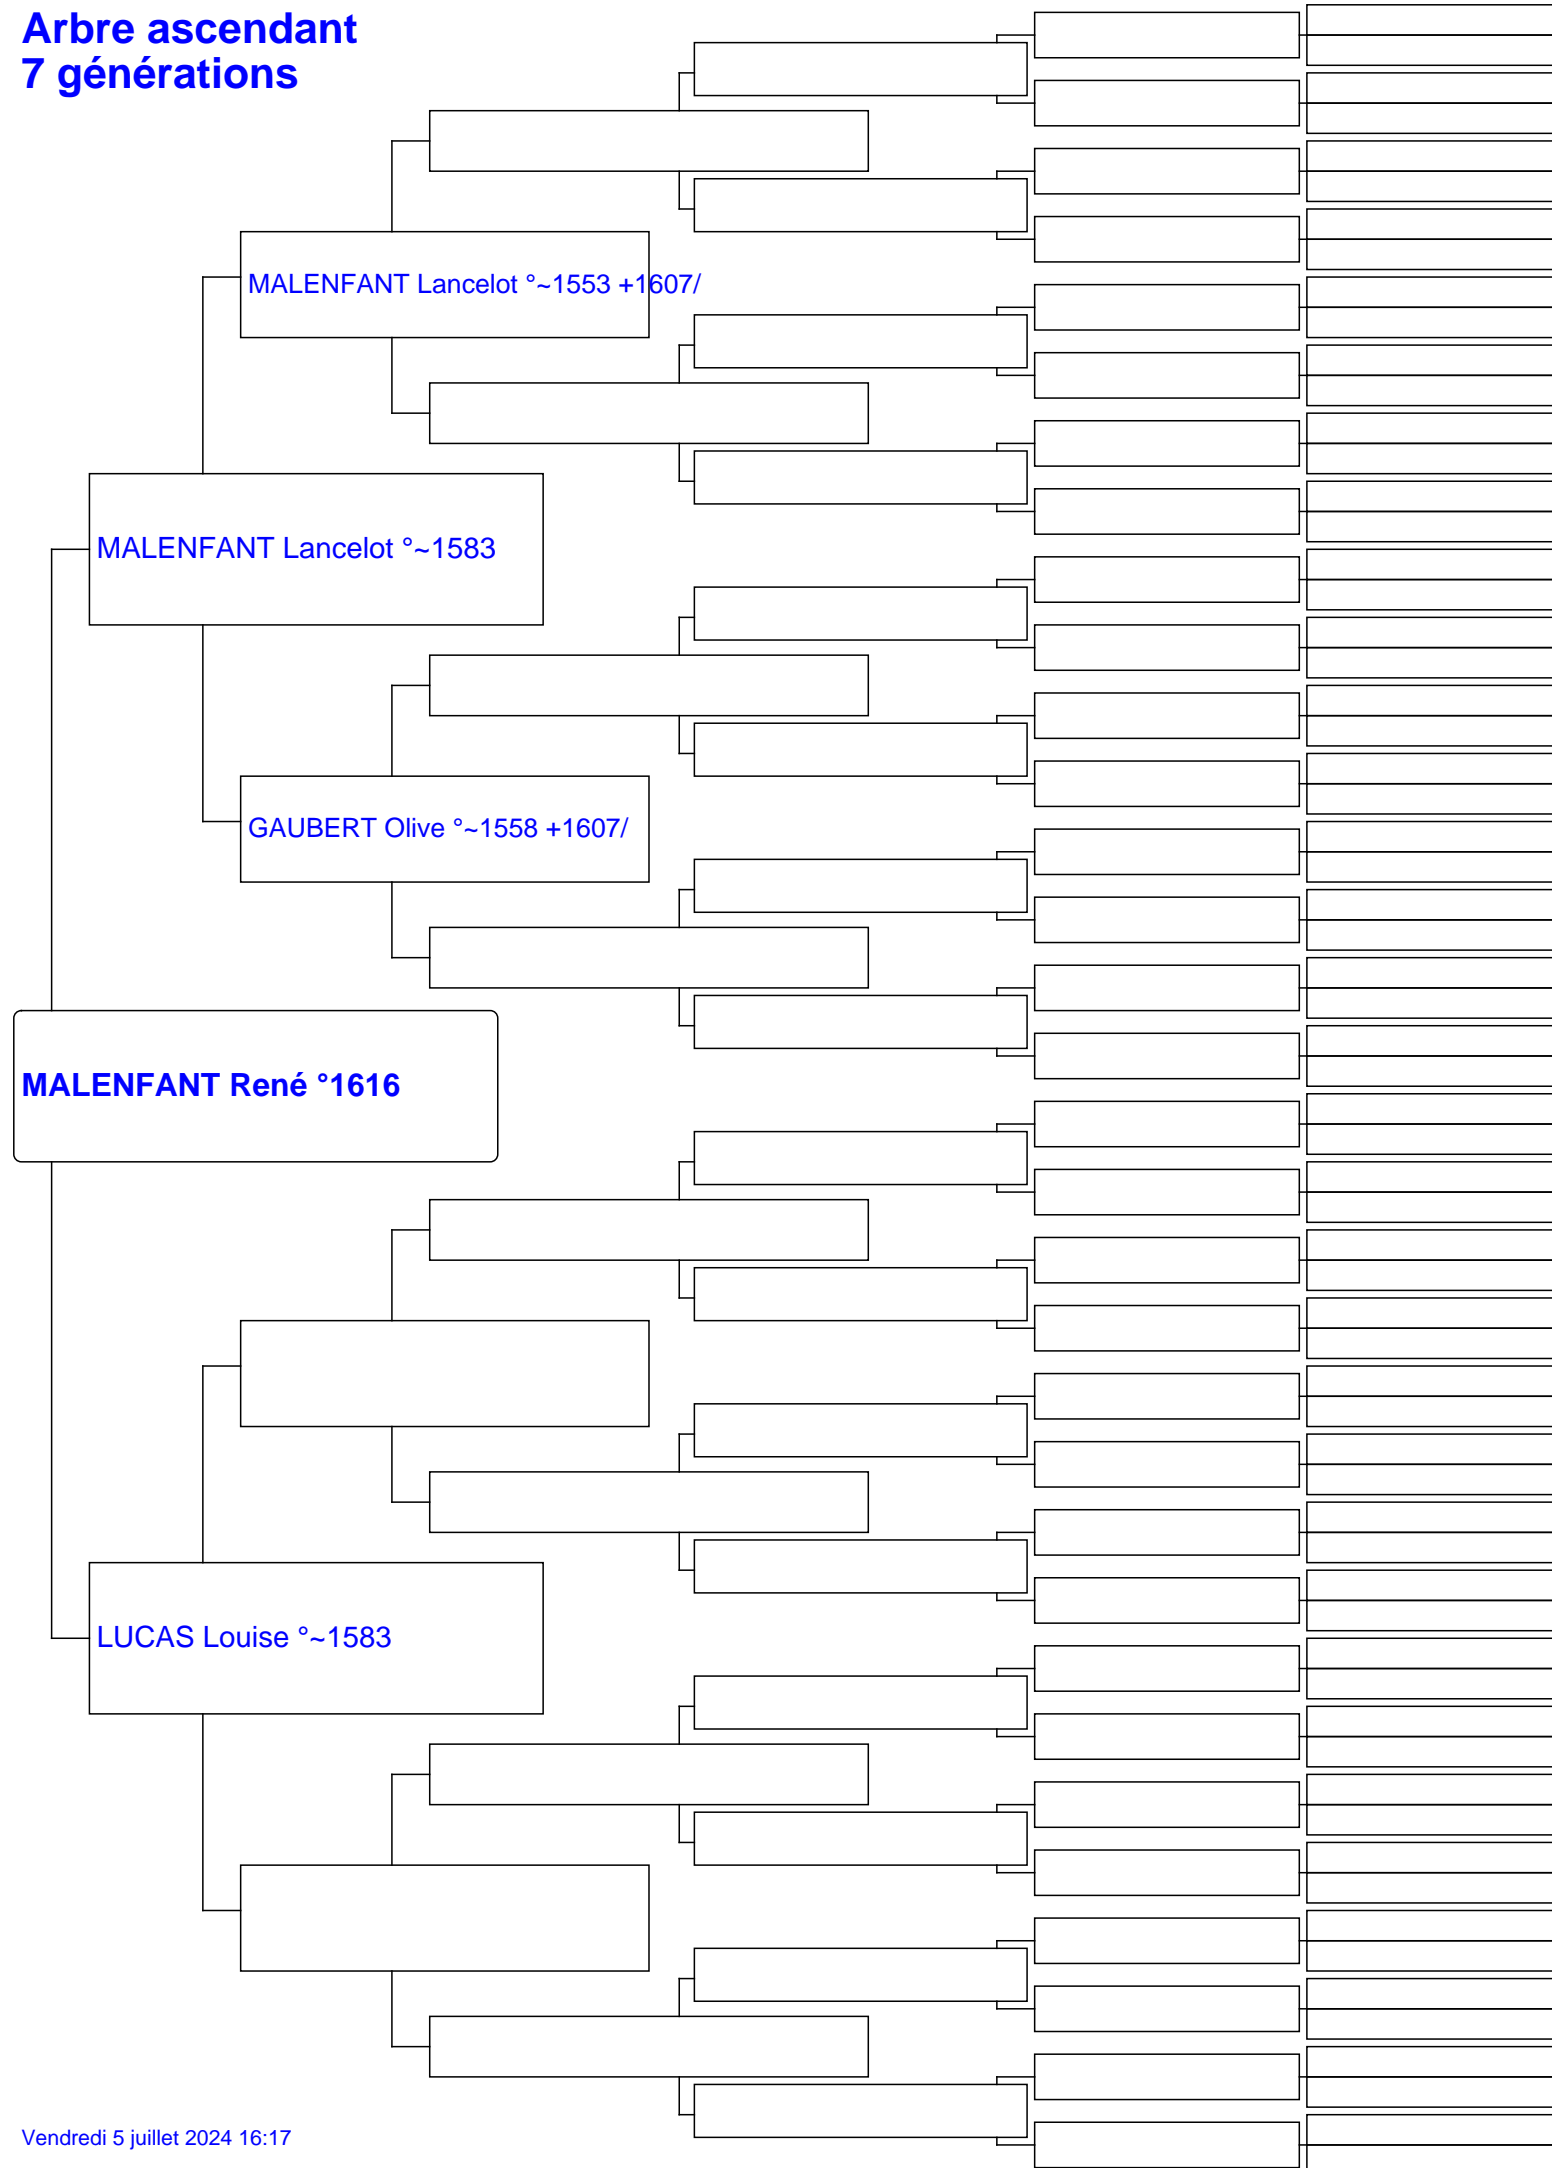 Arbre ascendant
7 générations
MALENFANT Lancelot °~1553 +1607/
MALENFANT Lancelot °~1583
GAUBERT Olive °~1558 +1607/
MALENFANT René °1616
LUCAS Louise °~1583
Vendredi 5 juillet 2024 16:17